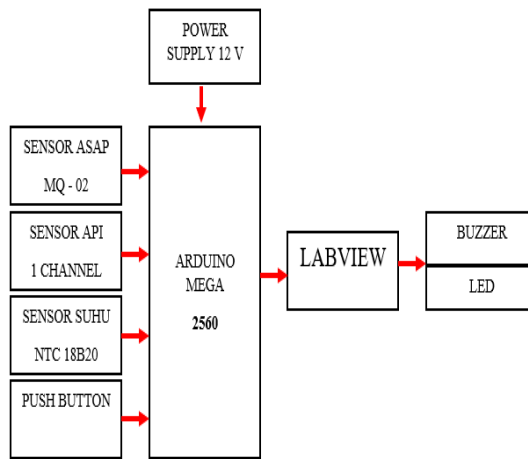 POWER
SUPPLY 12 V
SENSOR ASAP
MQ - 02
SENSOR API
1 CHANNEL
SENSOR SUHU
NTC 18B20
PUSH BUTTON
ARDUINO
MEGA
2560
LABVIEW
BUZZER
LED